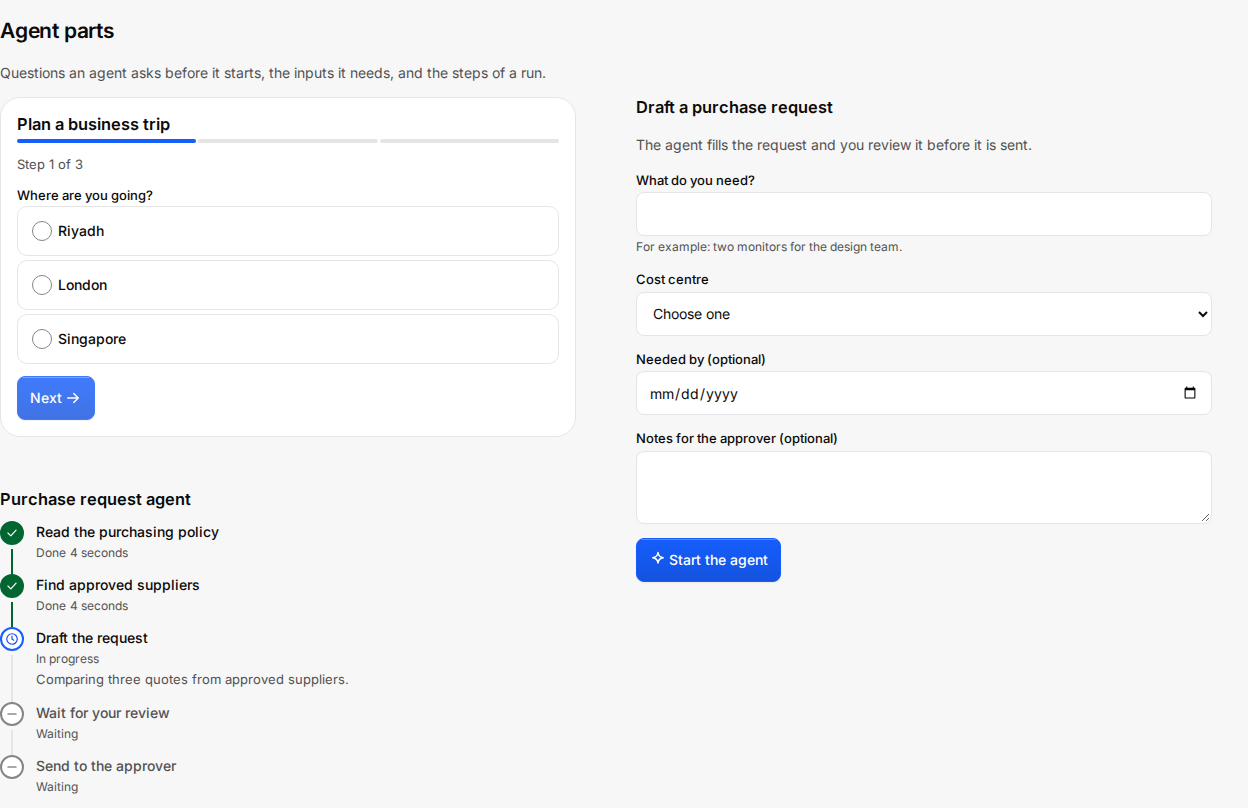 Agent parts
Questions an agent asks before it starts, the inputs it needs, and the steps of a run.
Plan a business trip
Step 1 of 3
Where are you going?
Riyadh
London
Singapore
Next →
Purchase request agent
Read the purchasing policy
Done 4 seconds
Find approved suppliers
Done 4 seconds
Draft the request
In progress
Comparing three quotes from approved suppliers.
Wait for your review
Waiting
Send to the approver
Waiting
Draft a purchase request
The agent fills the request and you review it before it is sent.
What do you need?
For example: two monitors for the design team.
Cost centre
Choose one
Needed by (optional)
mm/dd/yyyy
Notes for the approver (optional)
Start the agent